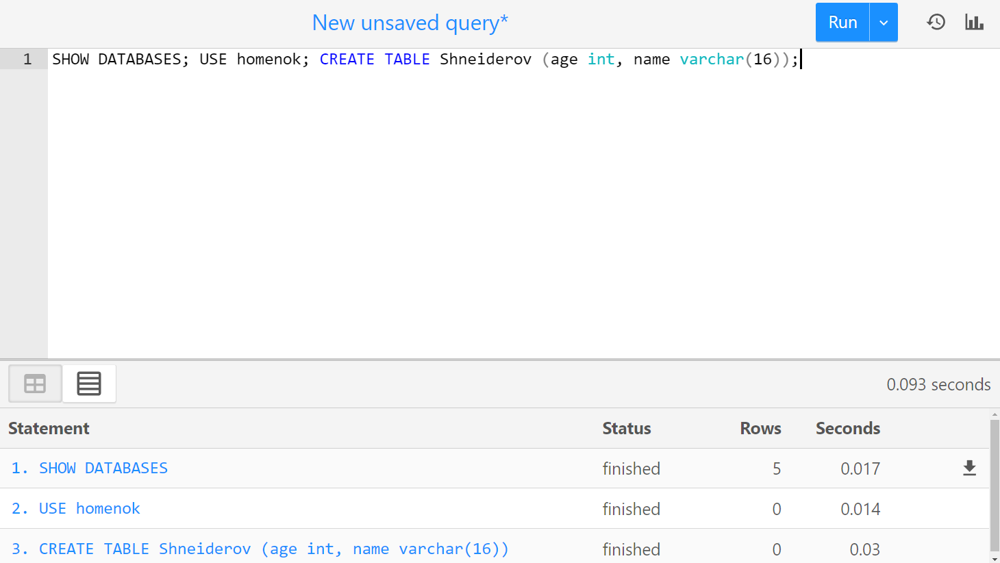 New unsaved query*
Run
1 SHOW DATABASES; USE homenok; CREATE TABLE Shneiderov (age int, name varchar(16));
0.093 seconds
Statement Status Rows Seconds
1. SHOW DATABASES finished 5 0.017
2. USE homenok finished 0 0.014
3. CREATE TABLE Shneiderov (age int, name varchar(16)) finished 0 0.03